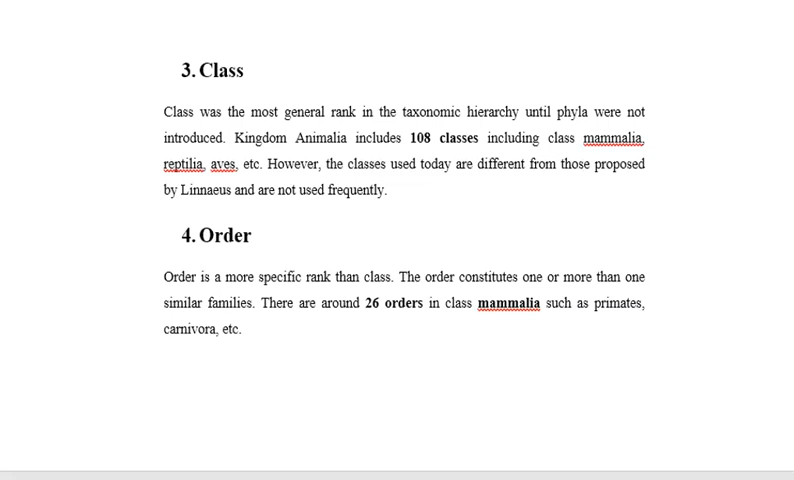 3. Class
Class was the most general rank in the taxonomic hierarchy until phyla were not
introduced. Kingdom Animalia includes 108 classes including class mammalia,
reptilia, aves, etc. However, the classes used today are different from those proposed
by Linnaeus and are not used frequently.
4. Order
Order is a more specific rank than class. The order constitutes one or more than one
similar families. There are around 26 orders in class mammalia such as primates,
carnivora, etc.